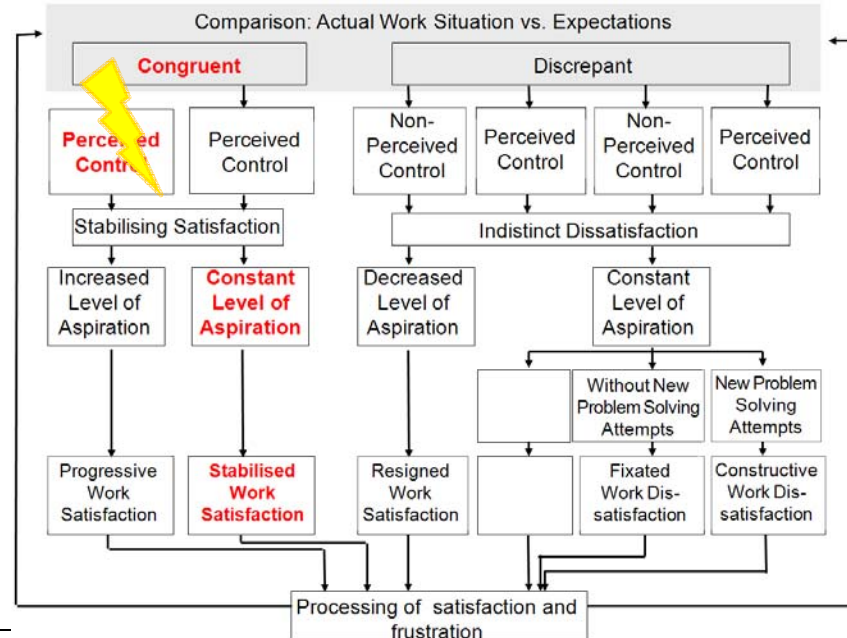 Comparison: Actual Work Situation vs. Expectations
Congruent
Discrepant
Perceived
Control
Perceived
Control
Non-
Perceived
Control
Perceived
Control
Non-
Perceived
Control
Perceived
Control
Stabilising Satisfaction
Indistinct Dissatisfaction
Increased
Level of
Aspiration
Constant
Level of
Aspiration
Decreased
Level of
Aspiration
Constant
Level of
Aspiration
Without New
Problem Solving
Attempts
New Problem
Solving
Attempts
Progressive
Work
Satisfaction
Stabilised
Work
Satisfaction
Resigned
Work
Satisfaction
Fixated
Work Dis-
satisfaction
Constructive
Work Dis-
satisfaction
Processing of satisfaction and
frustration